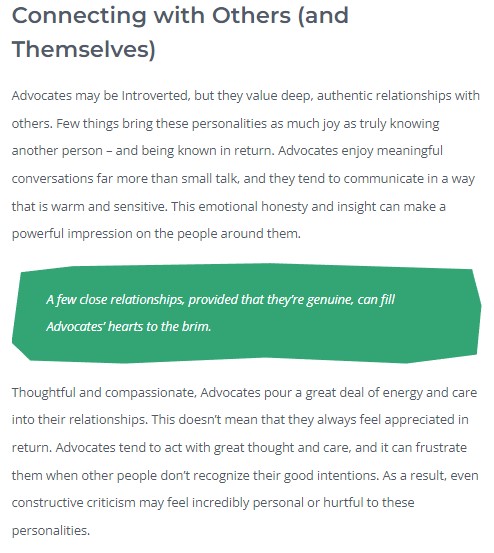 Connecting with Others (and
Themselves)
Advocates may be Introverted, but they value deep, authentic relationships with
others. Few things bring these personalities as much joy as truly knowing
another person – and being known in return. Advocates enjoy meaningful
conversations far more than small talk, and they tend to communicate in a way
that is warm and sensitive. This emotional honesty and insight can make a
powerful impression on the people around them.
A few close relationships, provided that they're genuine, can fill
Advocates' hearts to the brim.
Thoughtful and compassionate, Advocates pour a great deal of energy and care
into their relationships. This doesn't mean that they always feel appreciated in
return. Advocates tend to act with great thought and care, and it can frustrate
them when other people don't recognize their good intentions. As a result, even
constructive criticism may feel incredibly personal or hurtful to these
personalities.